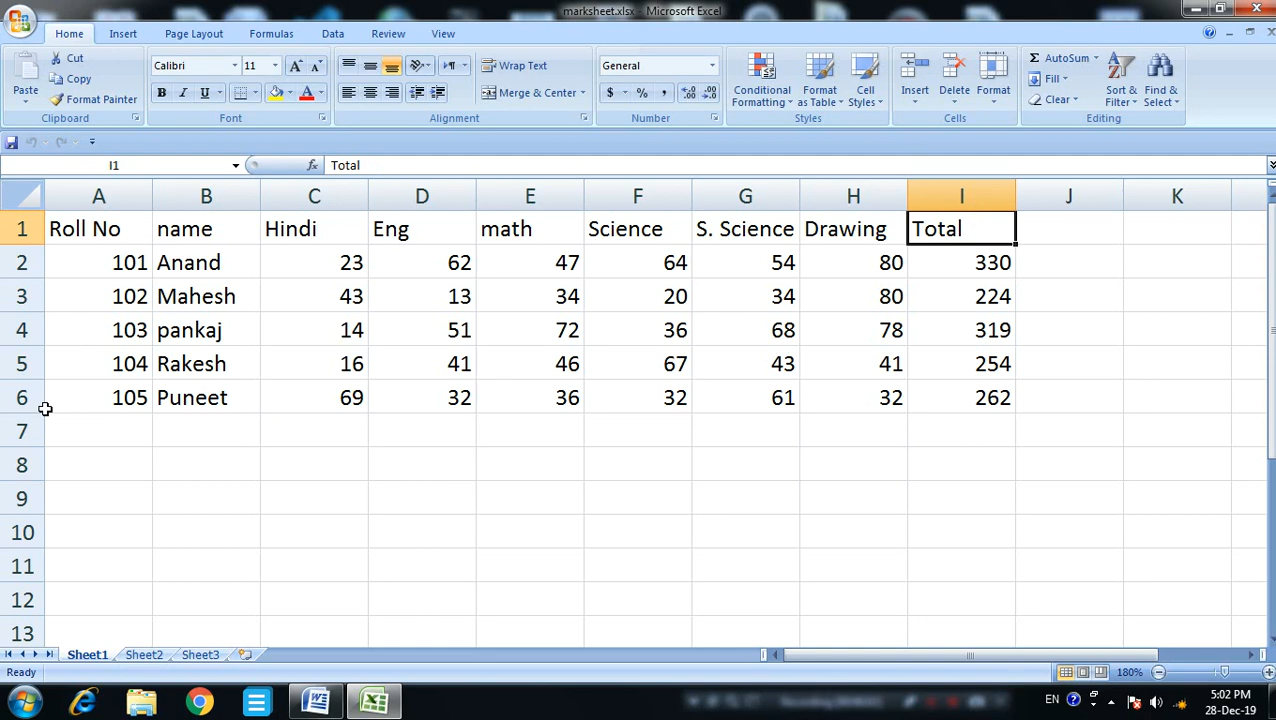 marksheet.xlsx - Microsoft Excel
Home Insert Page Layout Formulas Data Review View
Paste
Cut
Copy
Format Painter
Clipboard
Calibri 11
B I U
Font
Wrap Text
Merge & Center
Alignment
General
$ % ,
Number
Conditional Formatting
Format as Table
Cell Styles
Styles
Insert Delete Format
Cells
Σ AutoSum
Fill
Clear
Sort & Filter
Find & Select
Editing
I1 fx Total
A B C D E F G H I J K
1 Roll No name Hindi Eng math Science S. Science Drawing Total
2 101 Anand 23 62 47 64 54 80 330
3 102 Mahesh 43 13 34 20 34 80 224
4 103 pankaj 14 51 72 36 68 78 319
5 104 Rakesh 16 41 46 67 43 41 254
6 105 Puneet 69 32 36 32 61 32 262
7
8
9
10
11
12
13
Sheet1 Sheet2 Sheet3
Ready 180%
EN 5:02 PM
28-Dec-19